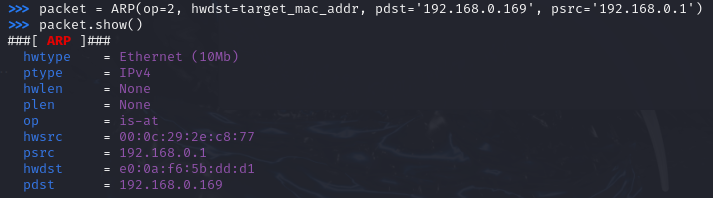 >>> packet = ARP(op=2, hwdst=target_mac_addr, pdst='192.168.0.169', psrc='192.168.0.1')
>>> packet.show()
###[ ARP ]###
  hwtype    = Ethernet (10Mb)
  ptype     = IPv4
  hwlen     = None
  plen      = None
  op        = is-at
  hwsrc     = 00:0c:29:2e:c8:77
  psrc      = 192.168.0.1
  hwdst     = e0:0a:f6:5b:dd:d1
  pdst      = 192.168.0.169